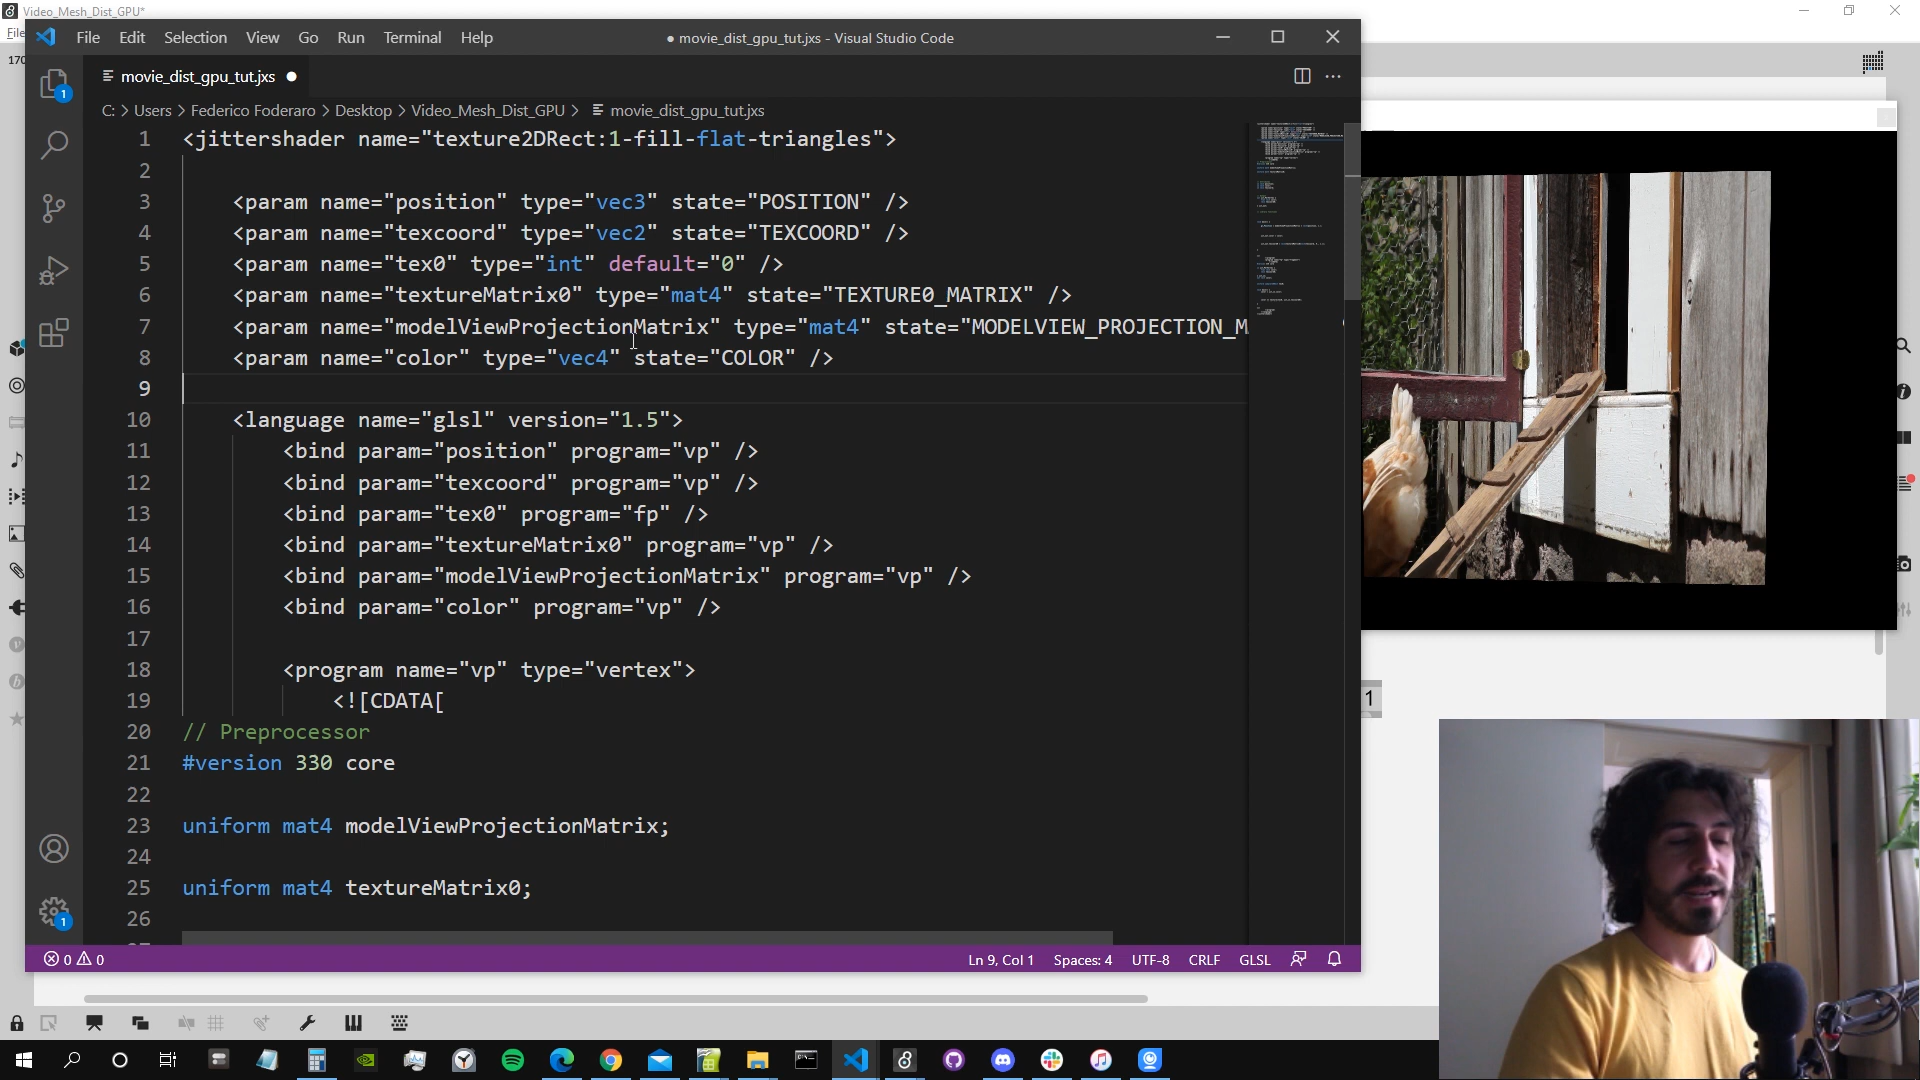 Video_Mesh_Dist_GPU*
File
170
File Edit Selection View Go Run Terminal Help
● movie_dist_gpu_tut.jxs - Visual Studio Code
movie_dist_gpu_tut.jxs
C: > Users > Federico Foderaro > Desktop > Video_Mesh_Dist_GPU > movie_dist_gpu_tut.jxs
1 <jittershader name="texture2DRect:1-fill-flat-triangles">
2
3 <param name="position" type="vec3" state="POSITION" />
4 <param name="texcoord" type="vec2" state="TEXCOORD" />
5 <param name="tex0" type="int" default="0" />
6 <param name="textureMatrix0" type="mat4" state="TEXTURE0_MATRIX" />
7 <param name="modelViewProjectionMatrix" type="mat4" state="MODELVIEW_PROJECTION_M
8 <param name="color" type="vec4" state="COLOR" />
9
10 <language name="glsl" version="1.5">
11 <bind param="position" program="vp" />
12 <bind param="texcoord" program="vp" />
13 <bind param="tex0" program="fp" />
14 <bind param="textureMatrix0" program="vp" />
15 <bind param="modelViewProjectionMatrix" program="vp" />
16 <bind param="color" program="vp" />
17
18 <program name="vp" type="vertex">
19 <![CDATA[
20 // Preprocessor
21 #version 330 core
22
23 uniform mat4 modelViewProjectionMatrix;
24
25 uniform mat4 textureMatrix0;
26
1
1
1
0 0
Ln 9, Col 1 Spaces: 4 UTF-8 CRLF GLSL